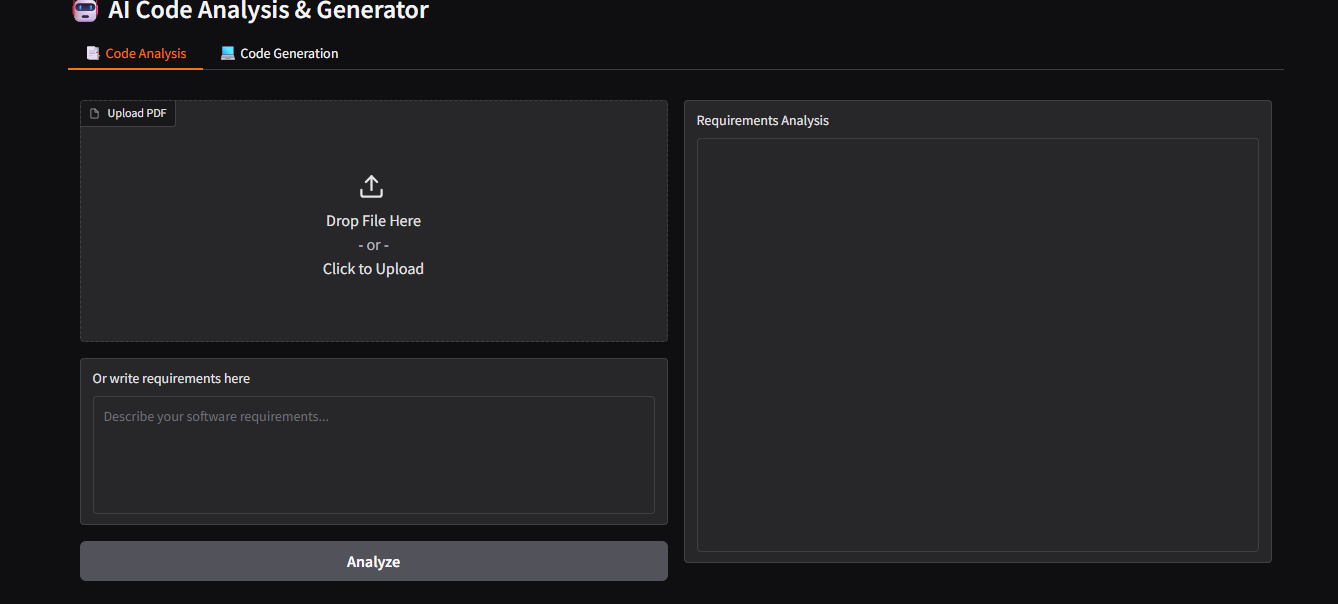 AI Code Analysis & Generator
Code Analysis
Code Generation
Upload PDF
Drop File Here
- or -
Click to Upload
Or write requirements here
Describe your software requirements...
Analyze
Requirements Analysis